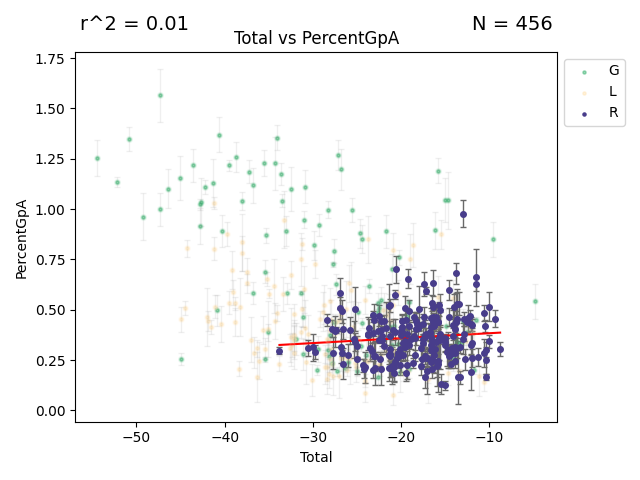 r^2 = 0.01 N = 456
Total vs PercentGpA
1.75
1.50
1.25
1.00
0.75
0.50
0.25
0.00
PercentGpA
−50 −40 −30 −20 −10
Total
G
L
R